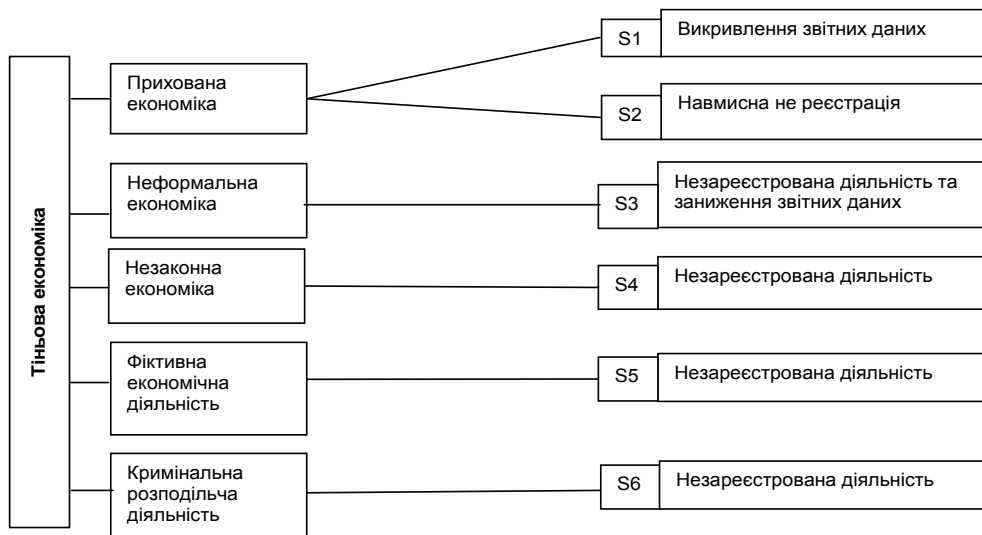 Тіньова економіка
Прихована
економіка
S1
Викривлення звітних даних
S2
Навмисна не реєстрація
Неформальна
економіка
S3
Незареєстрована діяльність та
заниження звітних даних
Незаконна
економіка
S4
Незареєстрована діяльність
Фіктивна
економічна
діяльність
S5
Незареєстрована діяльність
Кримінальна
розподільча
діяльність
S6
Незареєстрована діяльність